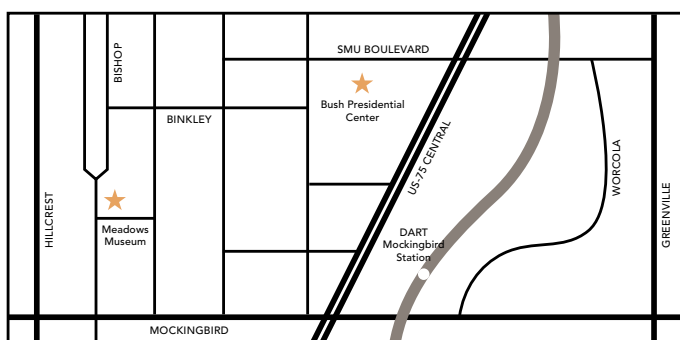 SMU BOULEVARD
BISHOP
Bush Presidential
Center
BINKLEY
US-75 CENTRAL
WORCOLA
HILLCREST
GREENVILLE
Meadows
Museum
DART
Mockingbird
Station
MOCKINGBIRD